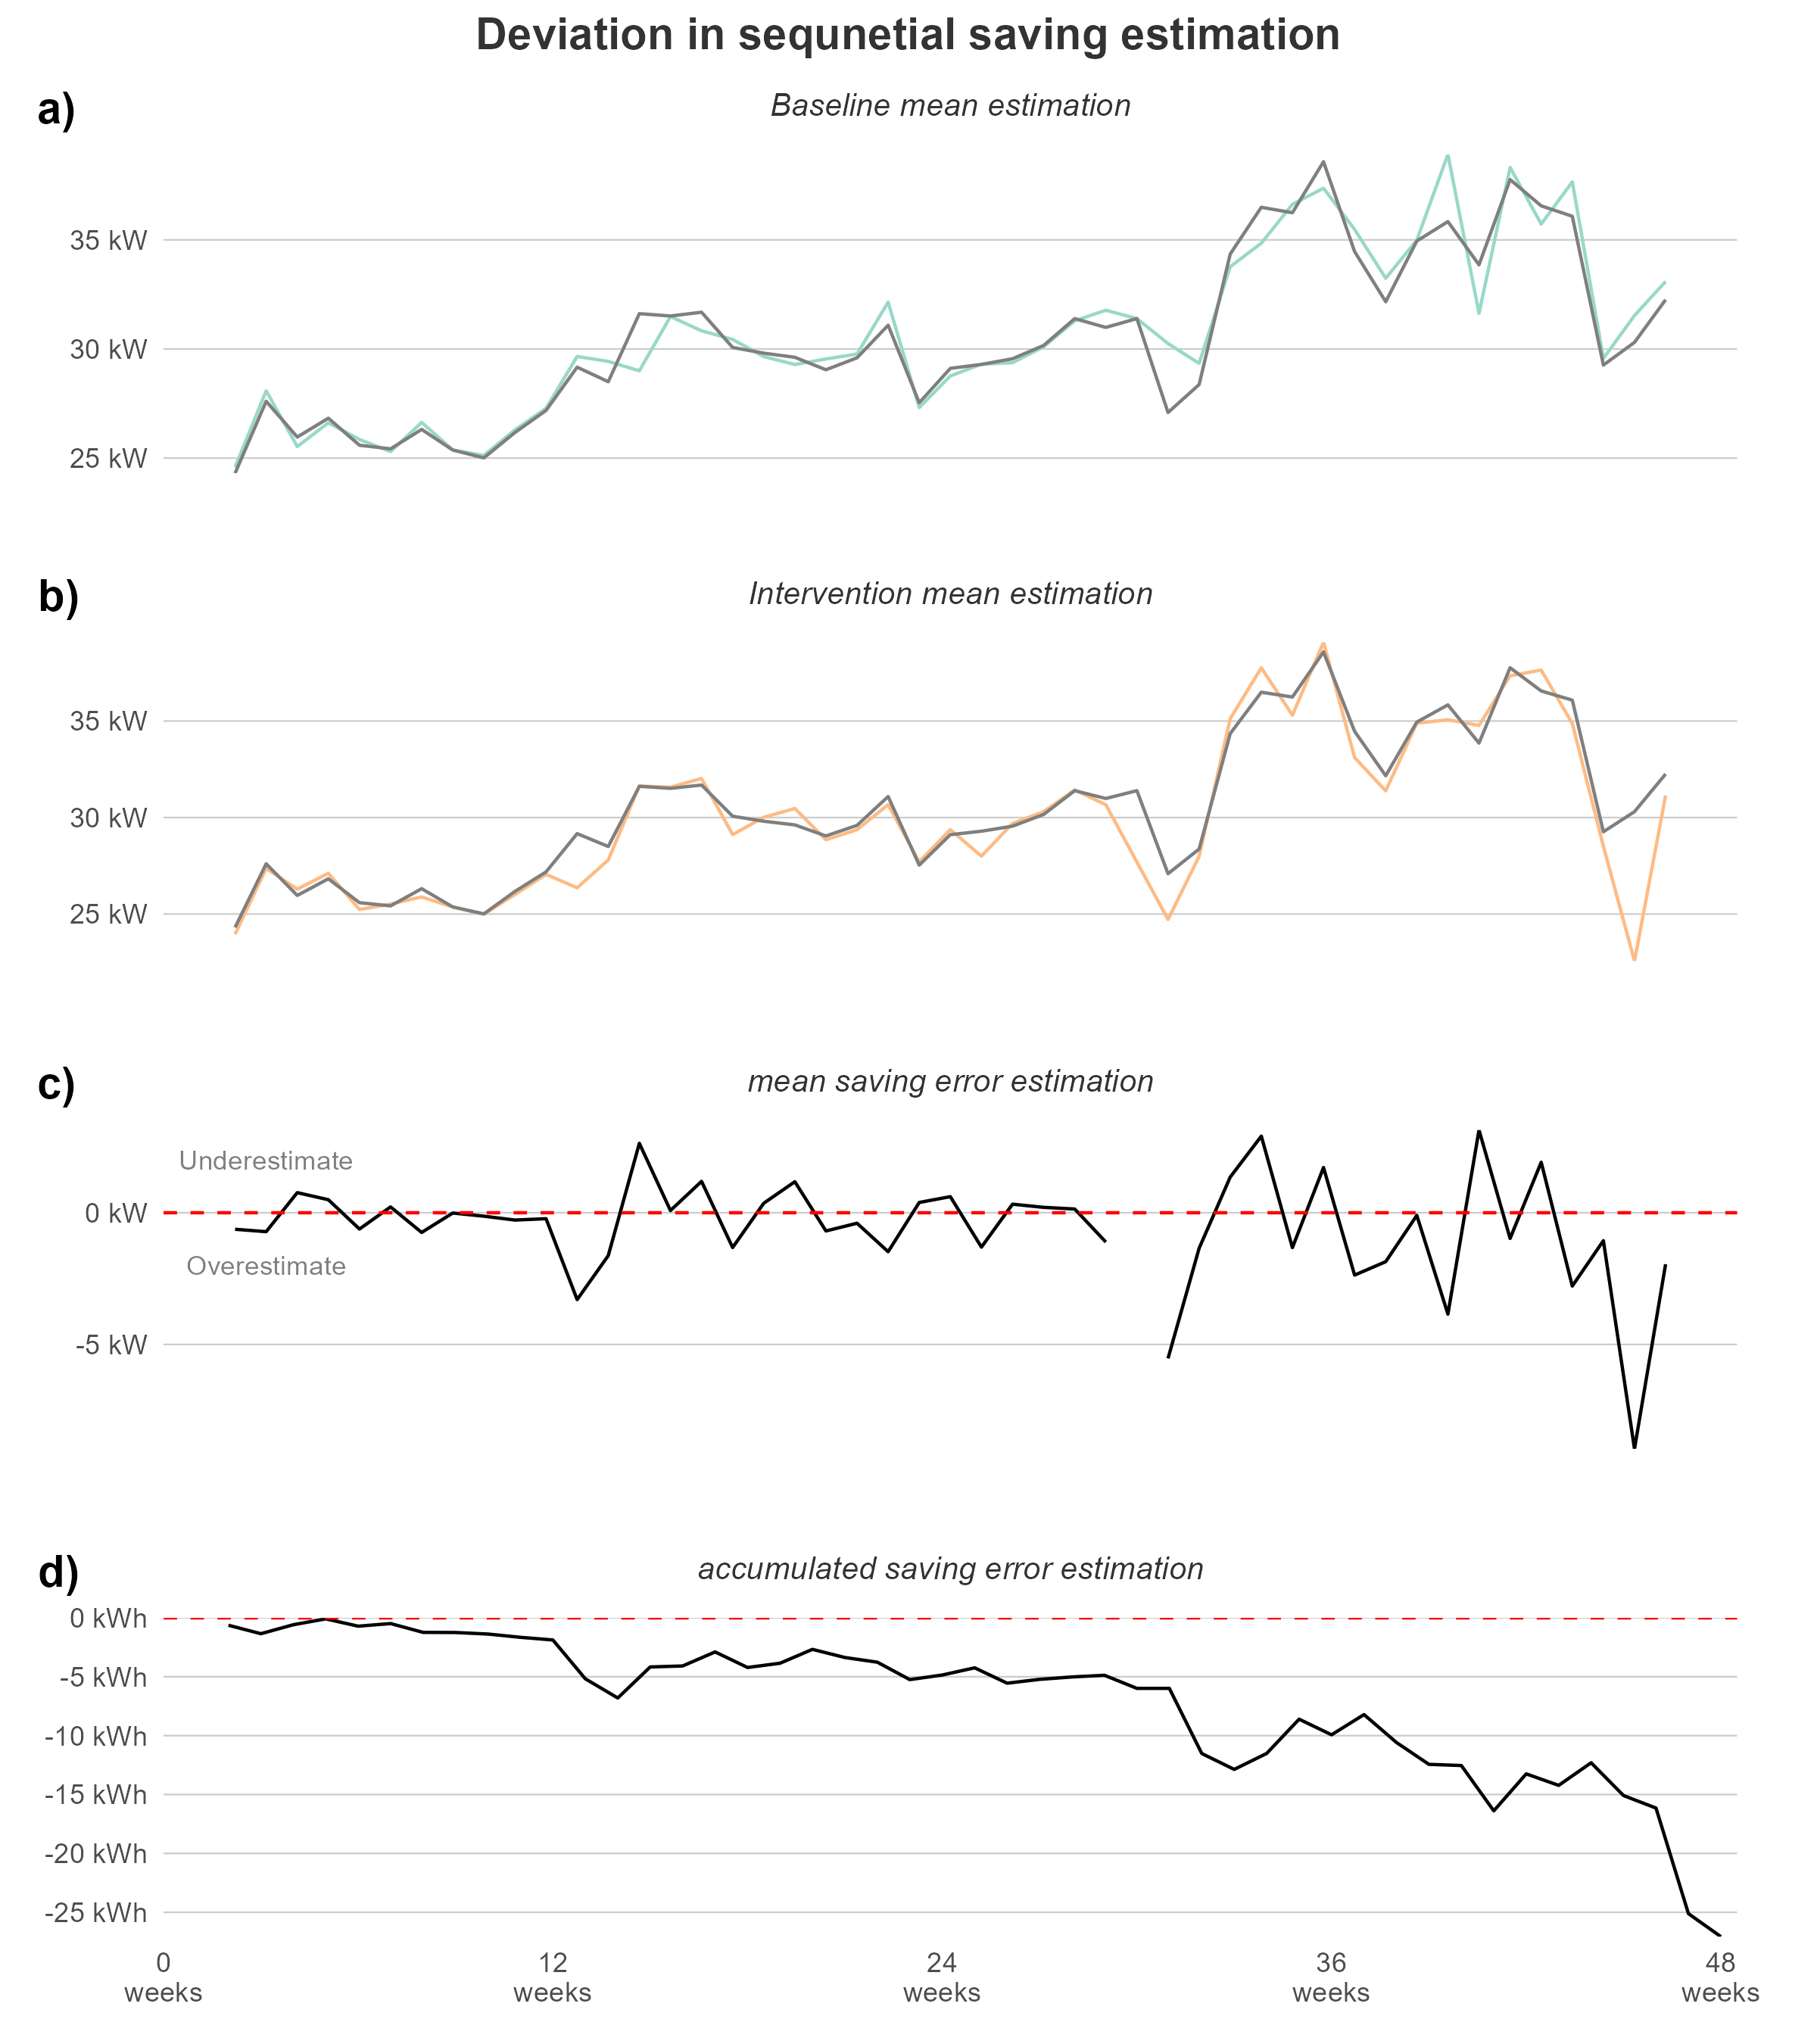 Deviation in sequnetial saving estimation
a)
Baseline mean estimation
35 kW
30 kW
25 kW
b)
Intervention mean estimation
35 kW
30 kW
25 kW
c)
mean saving error estimation
Underestimate
0 kW
Overestimate
-5 kW
d)
accumulated saving error estimation
0 kWh
-5 kWh
-10 kWh
-15 kWh
-20 kWh
-25 kWh
0 12 24 36 48
weeks weeks weeks weeks weeks